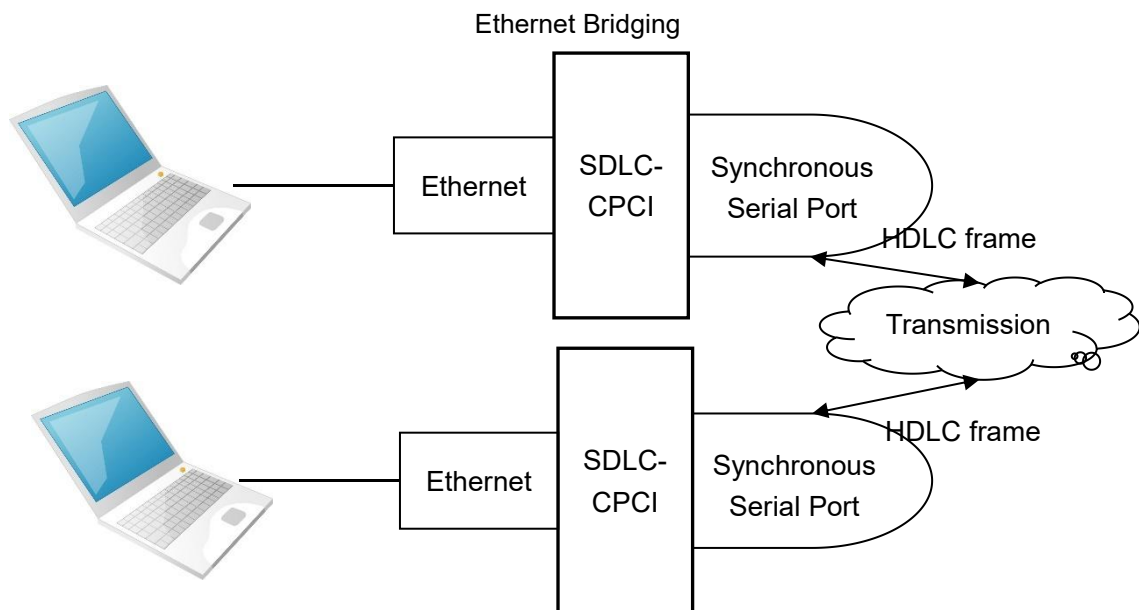 Ethernet Bridging
Ethernet
SDLC-
CPCI
Synchronous
Serial Port
HDLC frame
Transmission
HDLC frame
Ethernet
SDLC-
CPCI
Synchronous
Serial Port